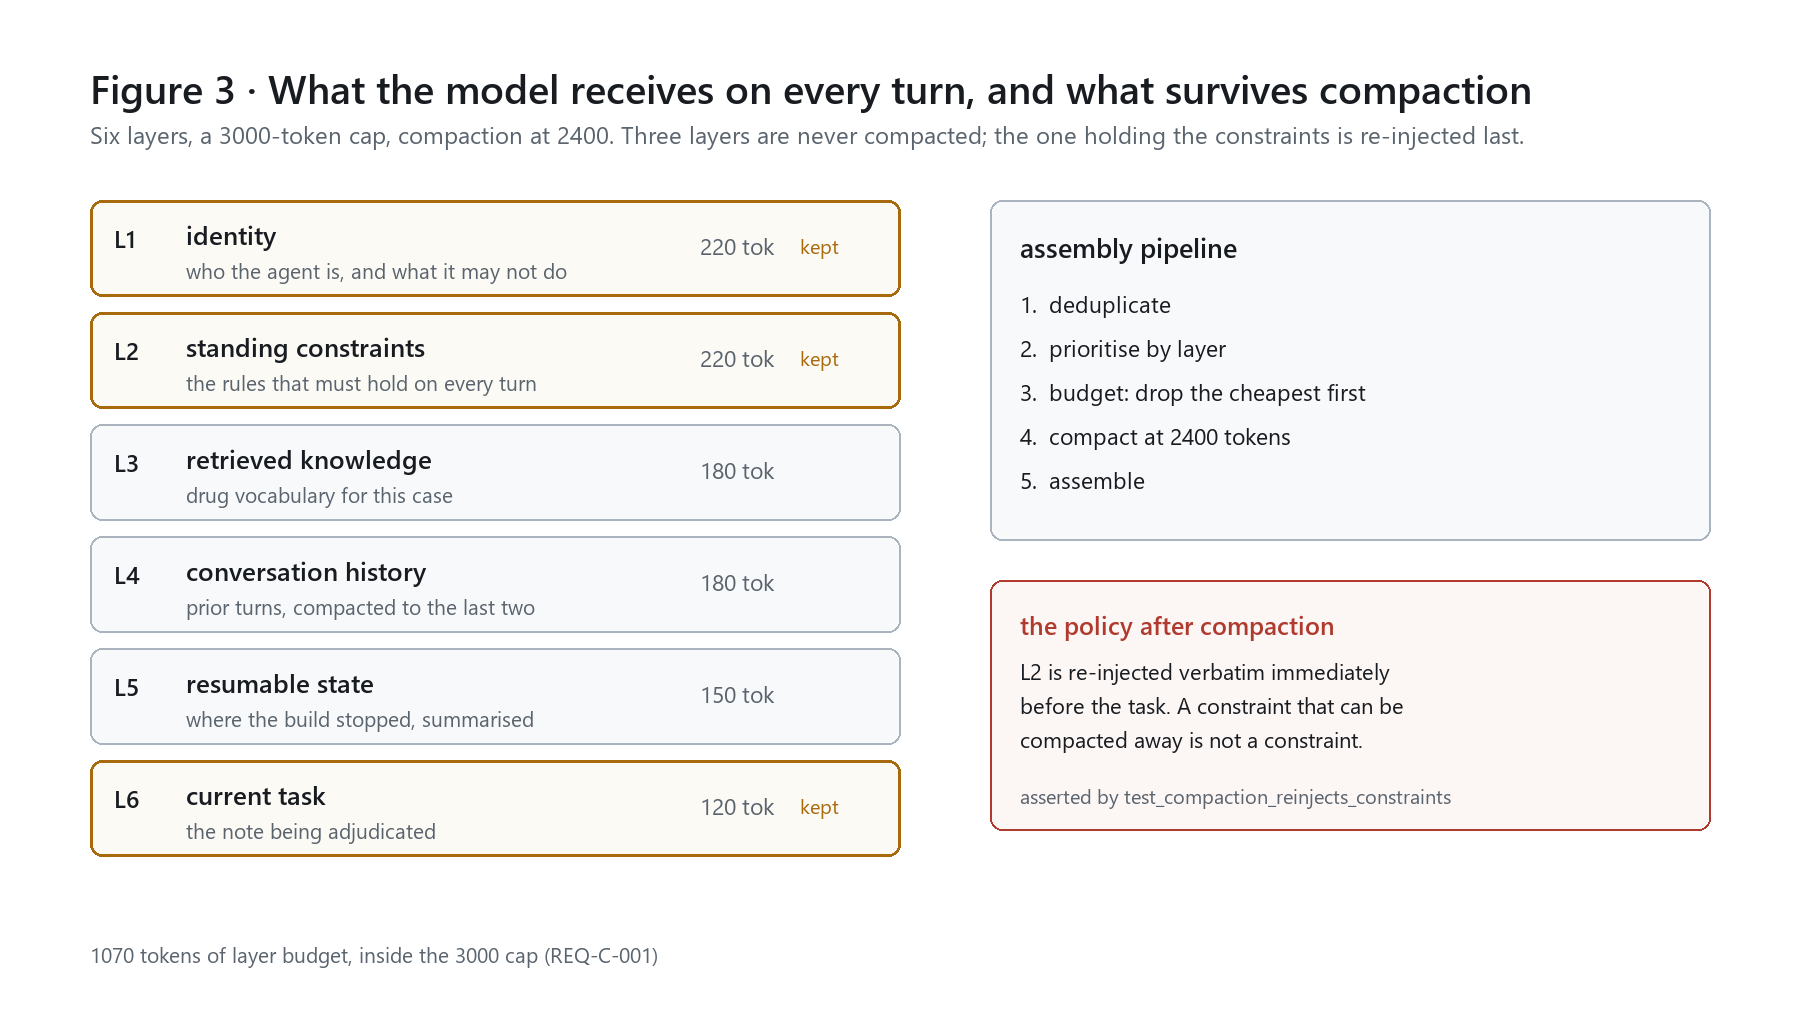 Figure 3 · What the model receives on every turn, and what survives compaction
Six layers, a 3000-token cap, compaction at 2400. Three layers are never compacted; the one holding the constraints is re-injected last.
L1 identity 220 tok kept
who the agent is, and what it may not do
L2 standing constraints 220 tok kept
the rules that must hold on every turn
L3 retrieved knowledge 180 tok
drug vocabulary for this case
L4 conversation history 180 tok
prior turns, compacted to the last two
L5 resumable state 150 tok
where the build stopped, summarised
L6 current task 120 tok kept
the note being adjudicated
assembly pipeline
1. deduplicate
2. prioritise by layer
3. budget: drop the cheapest first
4. compact at 2400 tokens
5. assemble
the policy after compaction
L2 is re-injected verbatim immediately
before the task. A constraint that can be
compacted away is not a constraint.
asserted by test_compaction_reinjects_constraints
1070 tokens of layer budget, inside the 3000 cap (REQ-C-001)